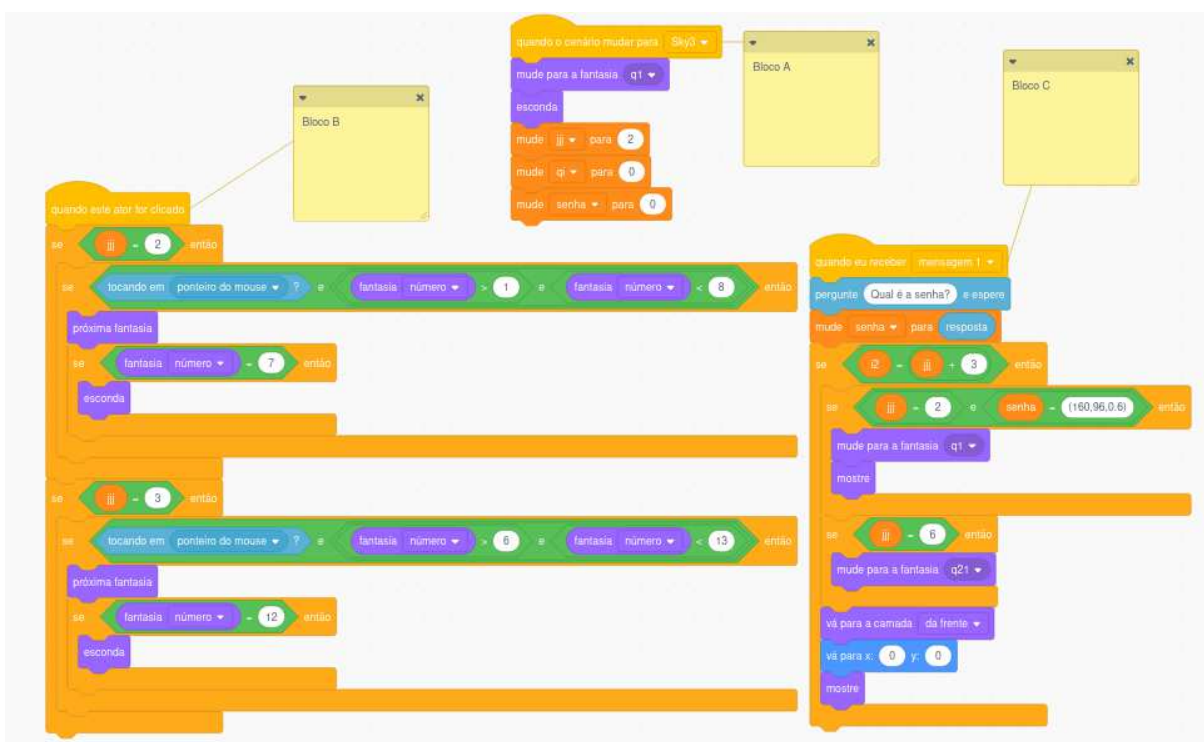 quando o cenário mudar para Sky3
mude para a fantasia q1
esconda
mude jjj para 2
mude qi para 0
mude senha para 0
Bloco A
Bloco B
quando este ator for clicado
se jjj = 2 então
se tocando em ponteiro do mouse ? e fantasia número > 1 e fantasia número < 8 então
próxima fantasia
se fantasia número = 7 então
esconda
se jjj = 3 então
se tocando em ponteiro do mouse ? e fantasia número > 6 e fantasia número < 13 então
próxima fantasia
se fantasia número = 12 então
esconda
Bloco C
quando eu receber mensagem 1
pergunte Qual é a senha? e espere
mude senha para resposta
se i2 = jjj + 3 então
se jjj = 2 e senha = (160,96,0.6) então
mude para a fantasia q1
mostre
se jjj = 6 então
mude para a fantasia q21
vá para a camada da frente
vá para x: 0 y: 0
mostre